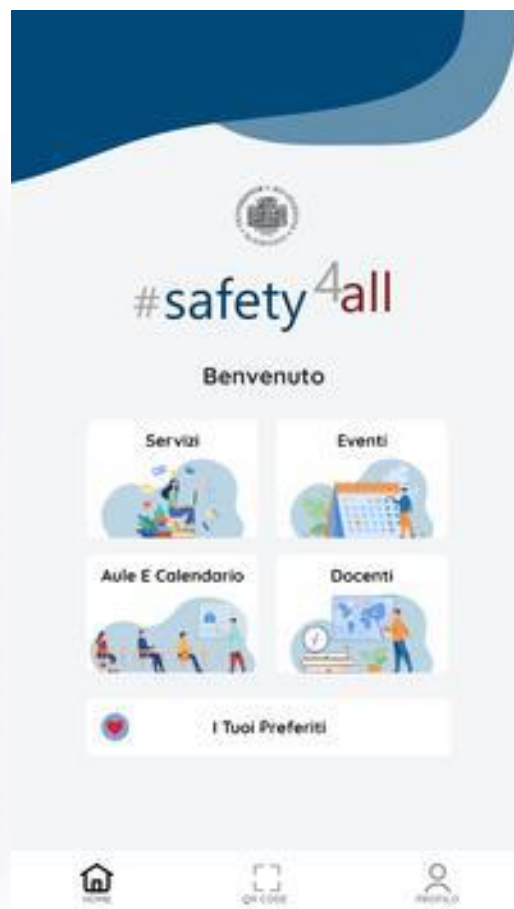 #safety4all
Benvenuto
Servizi
Eventi
Aule E Calendario
Docenti
I Tuoi Preferiti
HOME
QR CODE
PROFILO